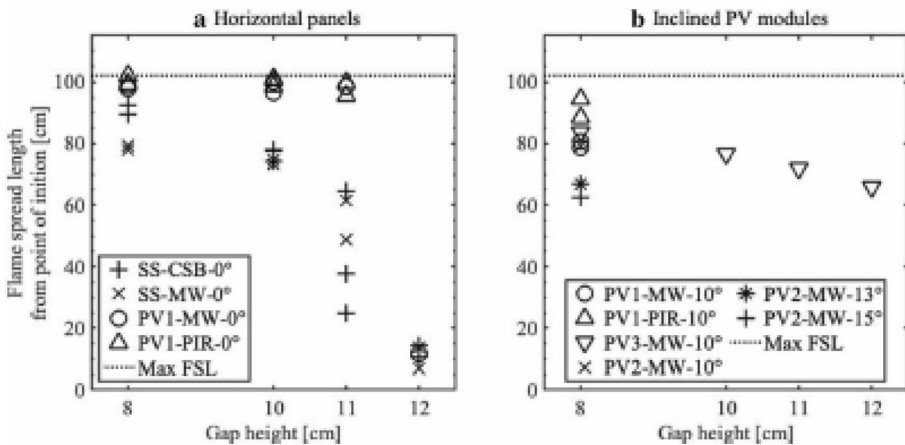 a Horizontal panels
b Inclined PV modules
Flame spread length
from point of inition [cm]
100
80
60
40
20
0
SS-CSB-0°
SS-MW-0°
PV1-MW-0°
PV1-PIR-0°
Max FSL
8 10 11 12
Gap height [cm]
100
80
60
40
20
0
PV1-MW-10°
PV1-PIR-10°
PV3-MW-10°
PV2-MW-10°
PV2-MW-13°
PV2-MW-15°
Max FSL
8 10 11 12
Gap height [cm]